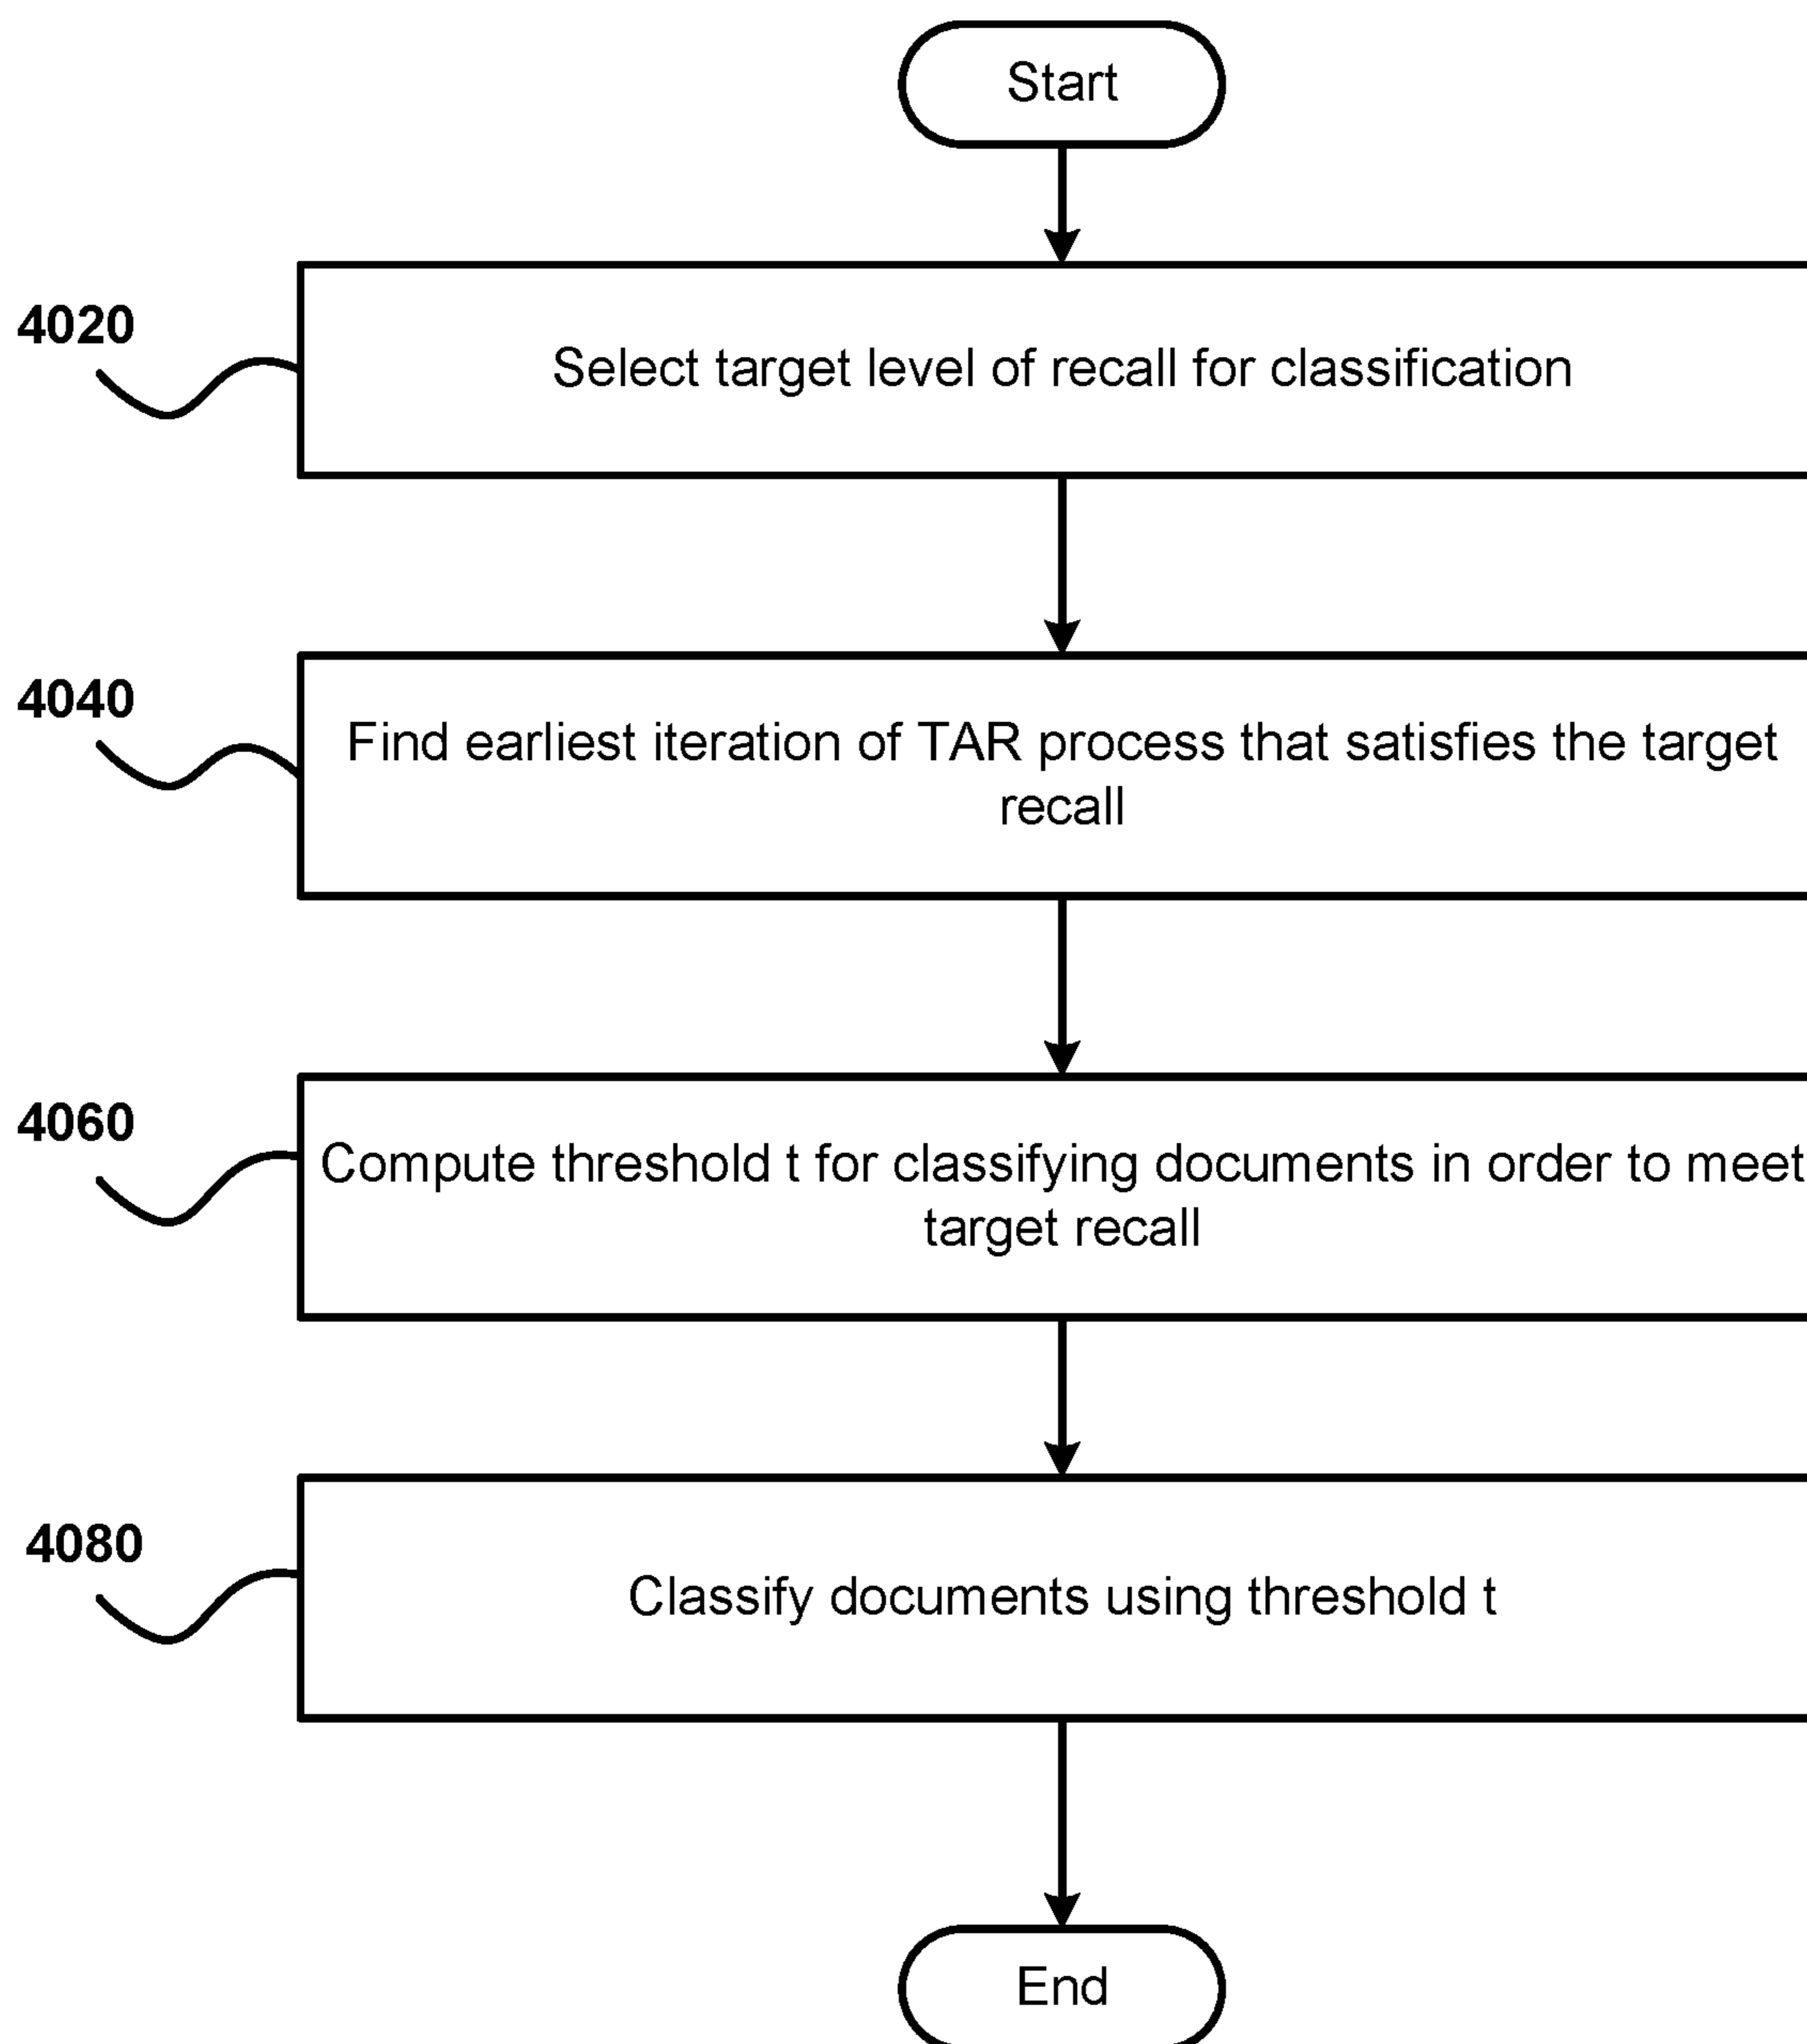 Start
4020
Select target level of recall for classification
4040
Find earliest iteration of TAR process that satisfies the target
recall
4060
Compute threshold t for classifying documents in order to meet
target recall
4080
Classify documents using threshold t
End